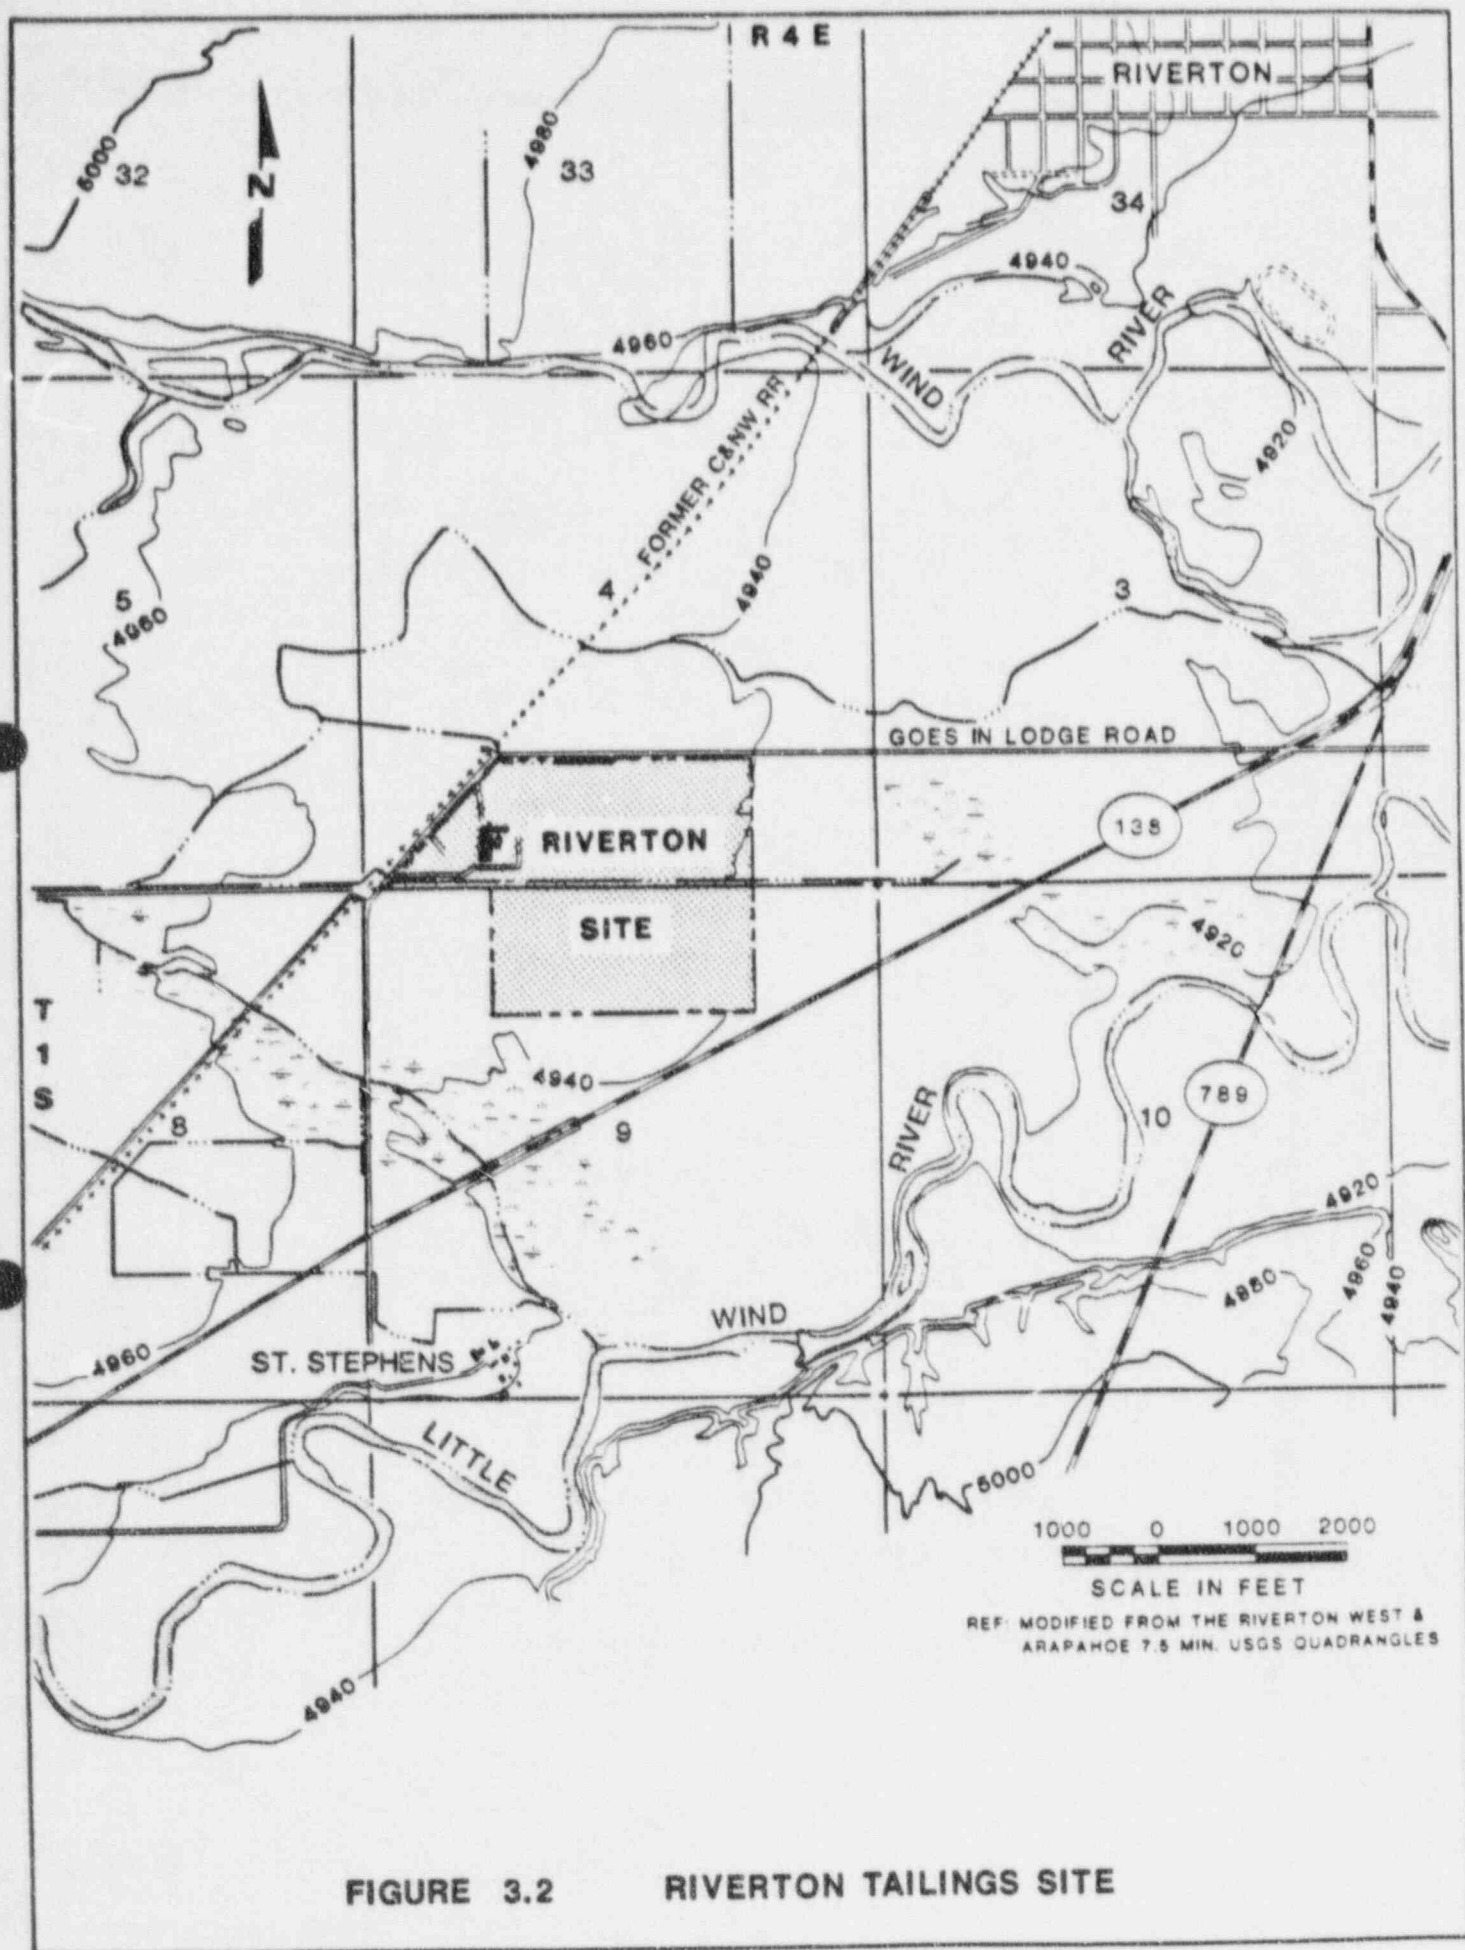 R 4 E
RIVERTON
5000
32
N
4980
33
34
4940
RIVER
4960
WIND
FORMER C&NW RR
4920
4
4940
3
5
4960
GOES IN LODGE ROAD
138
RIVERTON
SITE
4920
T
1
S
4940
789
8
9
RIVER
10
4920
4960
4940
4980
WIND
4960
ST. STEPHENS
LITTLE
5000
1000 0 1000 2000
SCALE IN FEET
REF: MODIFIED FROM THE RIVERTON WEST &
ARAPAHOE 7.5 MIN. USGS QUADRANGLES
4940
FIGURE 3.2 RIVERTON TAILINGS SITE